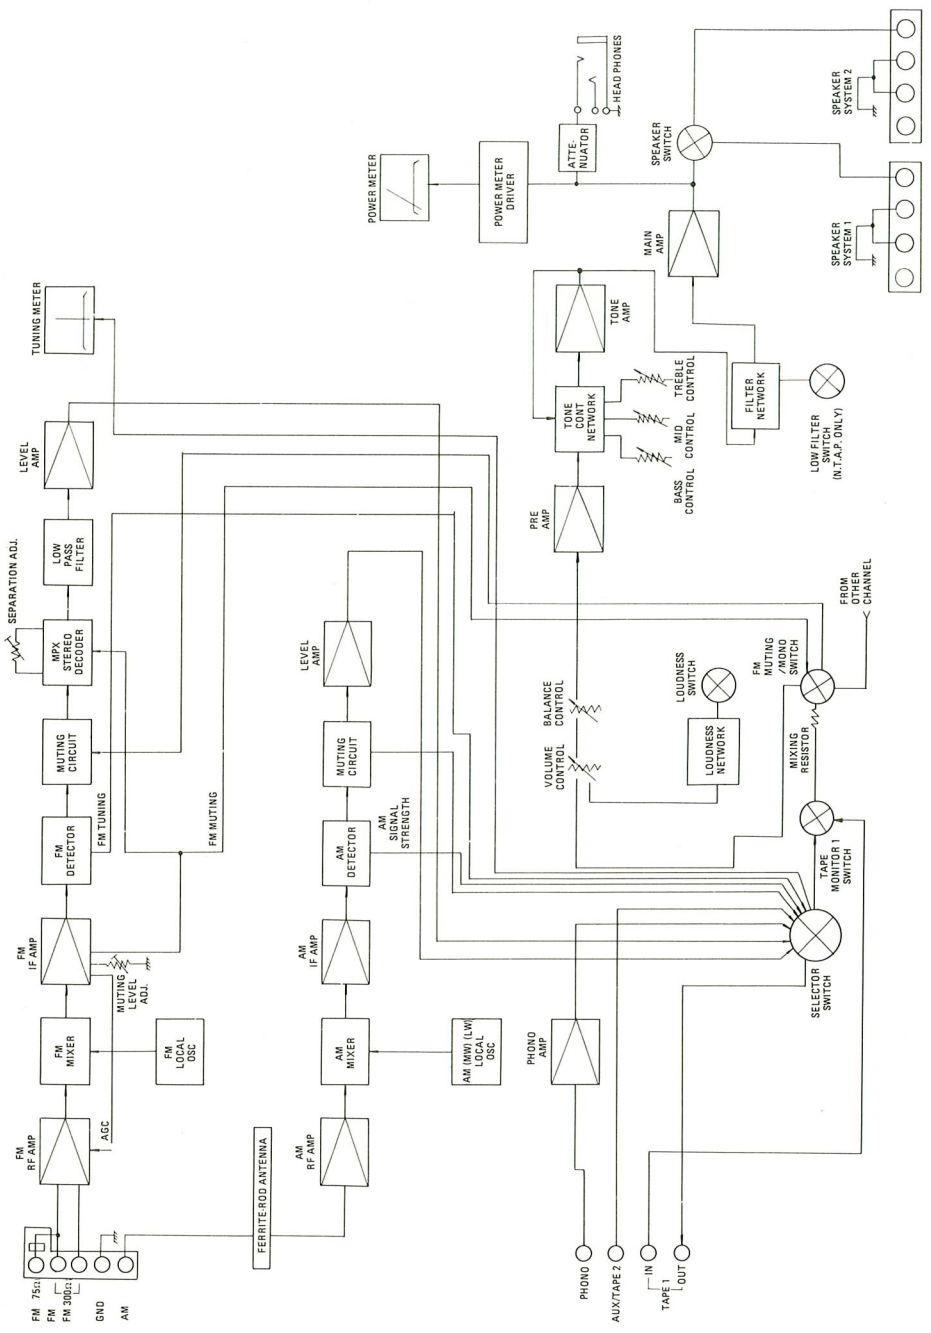 FM 75Ω
FM
FM 300Ω
GND
AM
FM
RF AMP
AGC
FM
MIXER
FM
LOCAL
OSC
FM
IF AMP
MUTING
LEVEL
ADJ.
FM
DETECTOR
FM TUNING
FM MUTING
MUTING
CIRCUIT
MPX
STEREO
DECODER
SEPARATION ADJ.
LOW
PASS
FILTER
LEVEL
AMP
TUNING METER
FERRITE-ROD ANTENNA
AM
RF AMP
AM
MIXER
AM (MW) (LW)
LOCAL
OSC
AM
IF AMP
AM
DETECTOR
AM
SIGNAL
STRENGTH
MUTING
CIRCUIT
LEVEL
AMP
PHONO
AUX/TAPE 2
IN
TAPE 1
OUT
PHONO
AMP
SELECTOR
SWITCH
TAPE
MONITOR 1
SWITCH
MIXING
RESISTOR
FM
MUTING
/MONO
SWITCH
FROM
OTHER
CHANNEL
VOLUME
CONTROL
BALANCE
CONTROL
LOUDNESS
NETWORK
LOUDNESS
SWITCH
PRE
AMP
TONE
CONT
NETWORK
BASS
CONTROL
MID
CONTROL
TREBLE
CONTROL
TONE
AMP
FILTER
NETWORK
LOW FILTER
SWITCH
(N.T.A.P. ONLY)
MAIN
AMP
POWER METER
POWER METER
DRIVER
ATTE-
NUATOR
HEAD PHONES
SPEAKER
SWITCH
SPEAKER
SYSTEM 1
SPEAKER
SYSTEM 2